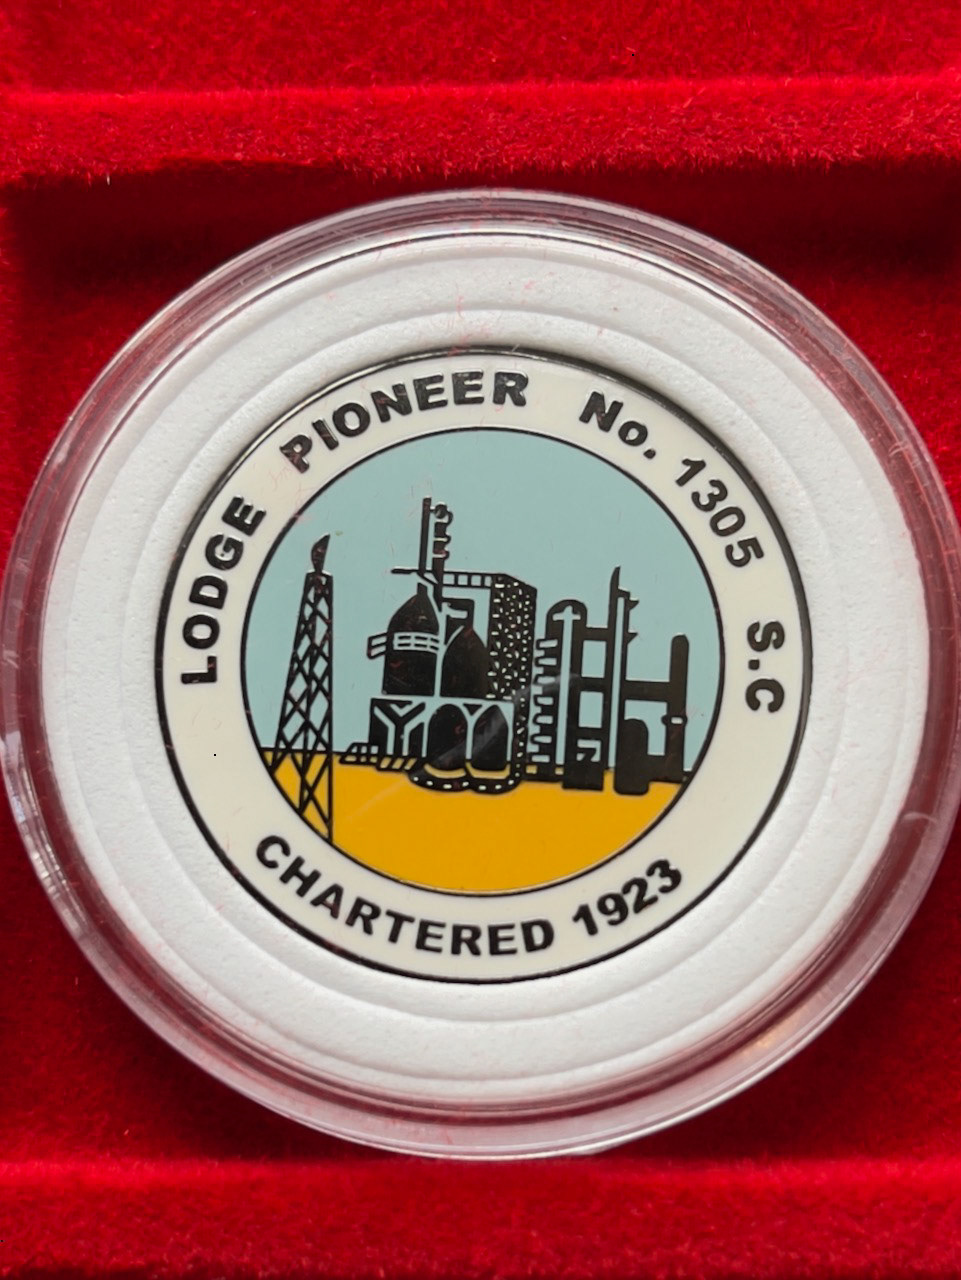 LODGE PIONEER No. 1305 S.C
CHARTERED 1923